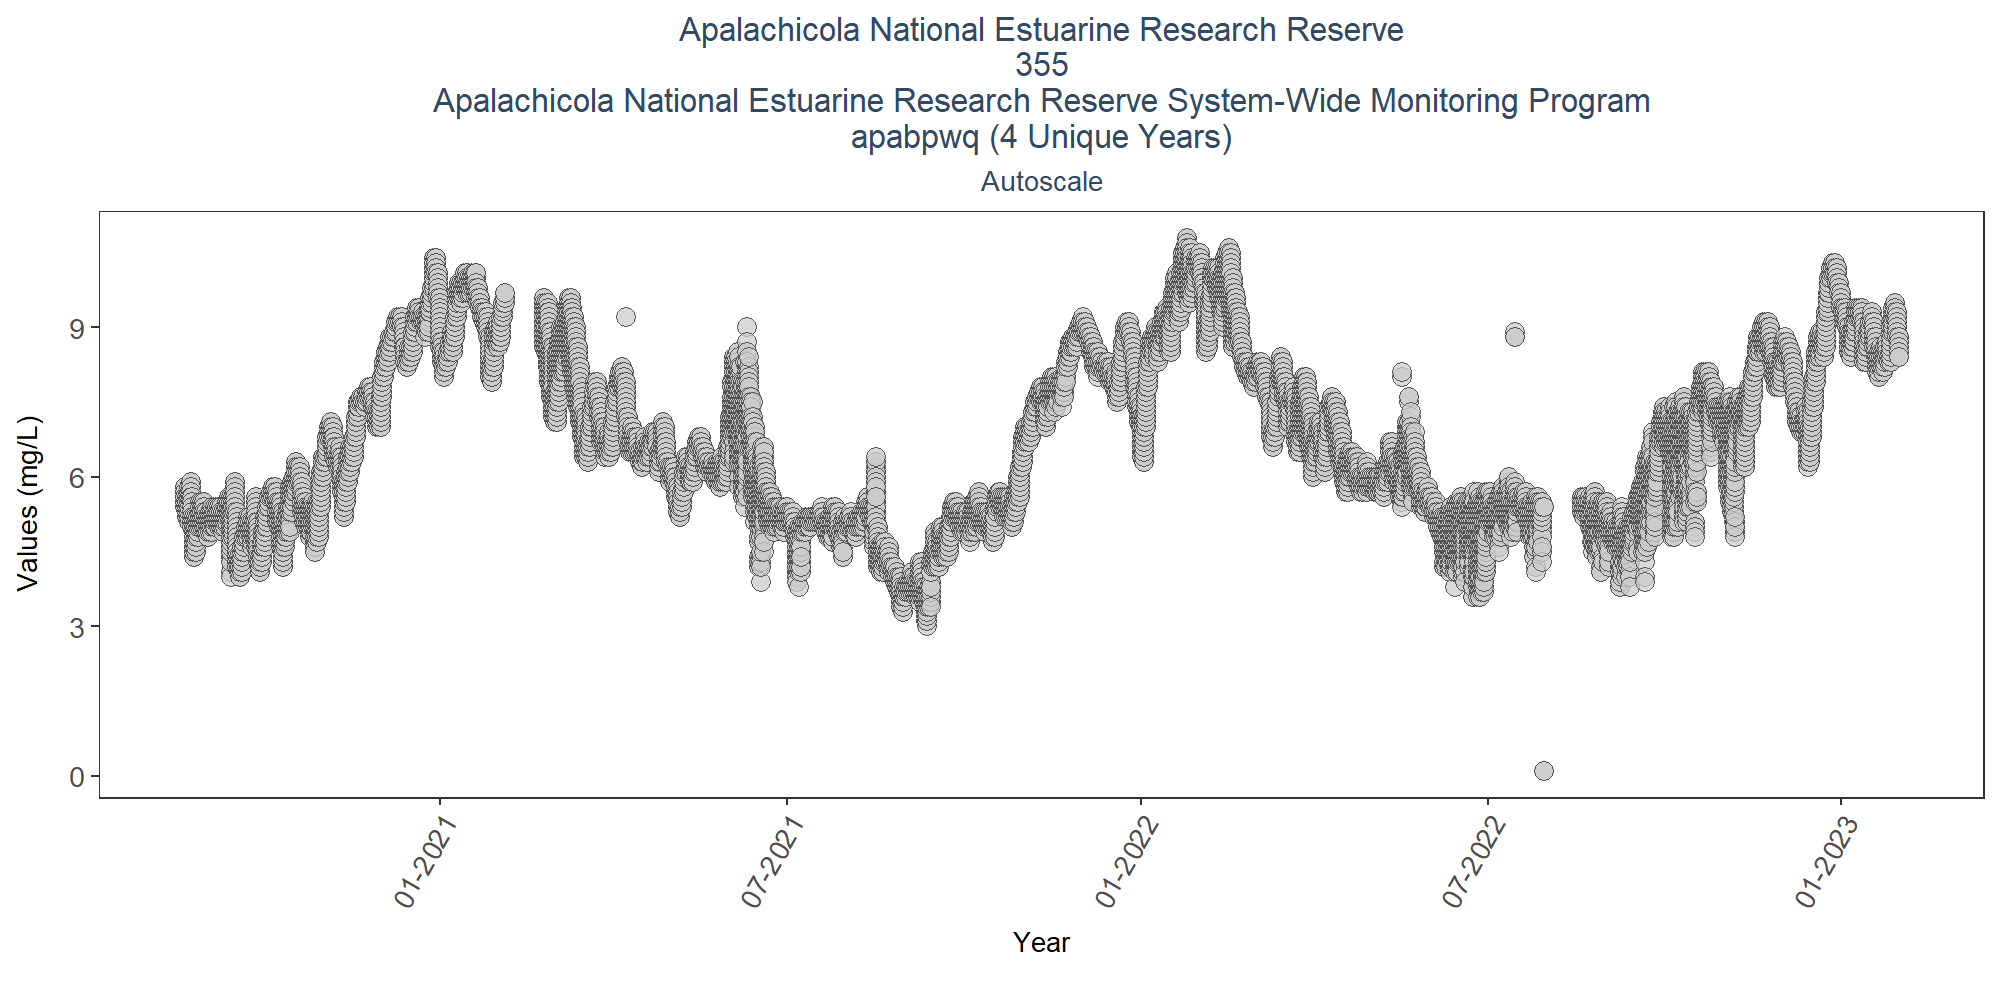 Apalachicola National Estuarine Research Reserve
355
Apalachicola National Estuarine Research Reserve System-Wide Monitoring Program
apabpwq (4 Unique Years)
Autoscale
Values (mg/L)
9
6
3
0
01-2021
07-2021
01-2022
07-2022
01-2023
Year